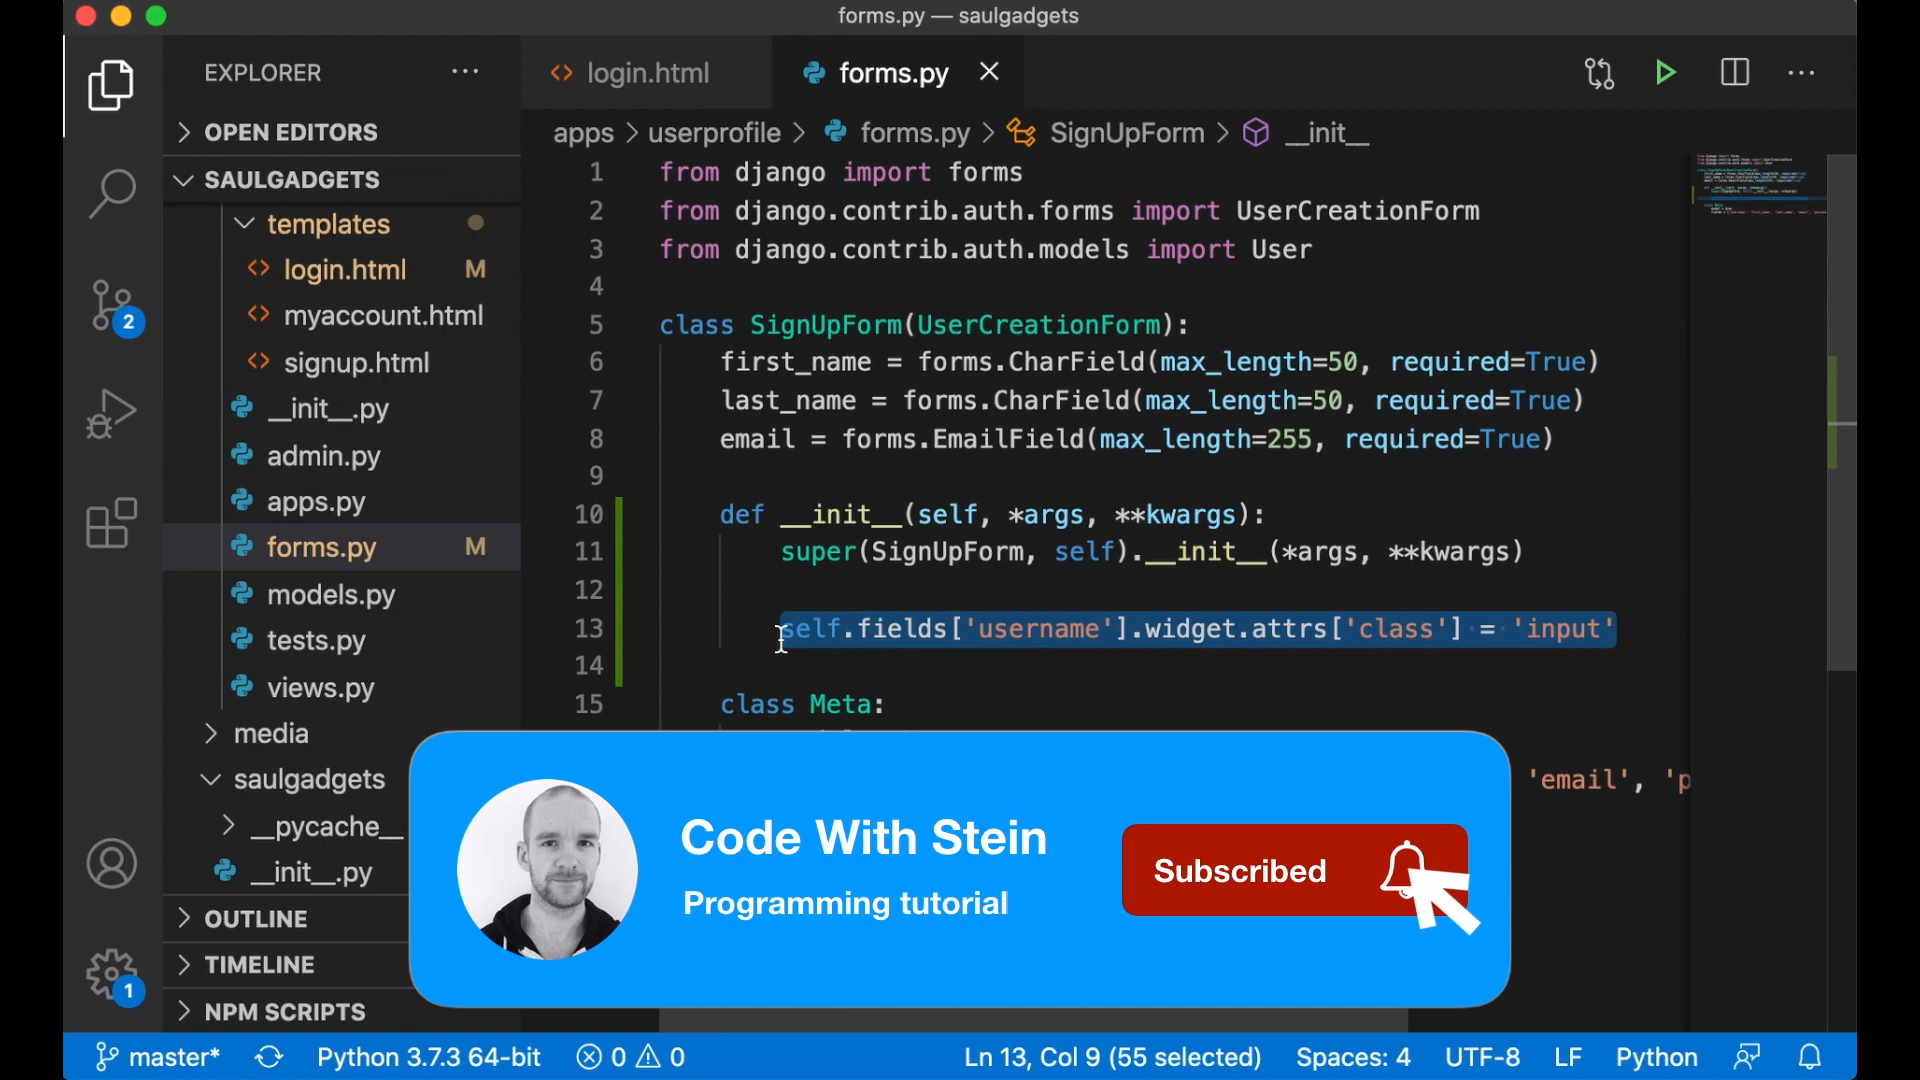 forms.py — saulgadgets
EXPLORER
OPEN EDITORS
SAULGADGETS
templates
login.html M
myaccount.html
signup.html
__init__.py
admin.py
apps.py
forms.py M
models.py
tests.py
views.py
media
saulgadgets
__pycache__
__init__.py
OUTLINE
TIMELINE
NPM SCRIPTS
2
1
login.html
forms.py
apps > userprofile > forms.py > SignUpForm > __init__
1 from django import forms
2 from django.contrib.auth.forms import UserCreationForm
3 from django.contrib.auth.models import User
4
5 class SignUpForm(UserCreationForm):
6 first_name = forms.CharField(max_length=50, required=True)
7 last_name = forms.CharField(max_length=50, required=True)
8 email = forms.EmailField(max_length=255, required=True)
9
10 def __init__(self, *args, **kwargs):
11 super(SignUpForm, self).__init__(*args, **kwargs)
12
13 self.fields['username'].widget.attrs['class'] = 'input'
14
15 class Meta:
'email', 'p
Code With Stein
Programming tutorial
Subscribed
master* Python 3.7.3 64-bit 0 0 Ln 13, Col 9 (55 selected) Spaces: 4 UTF-8 LF Python